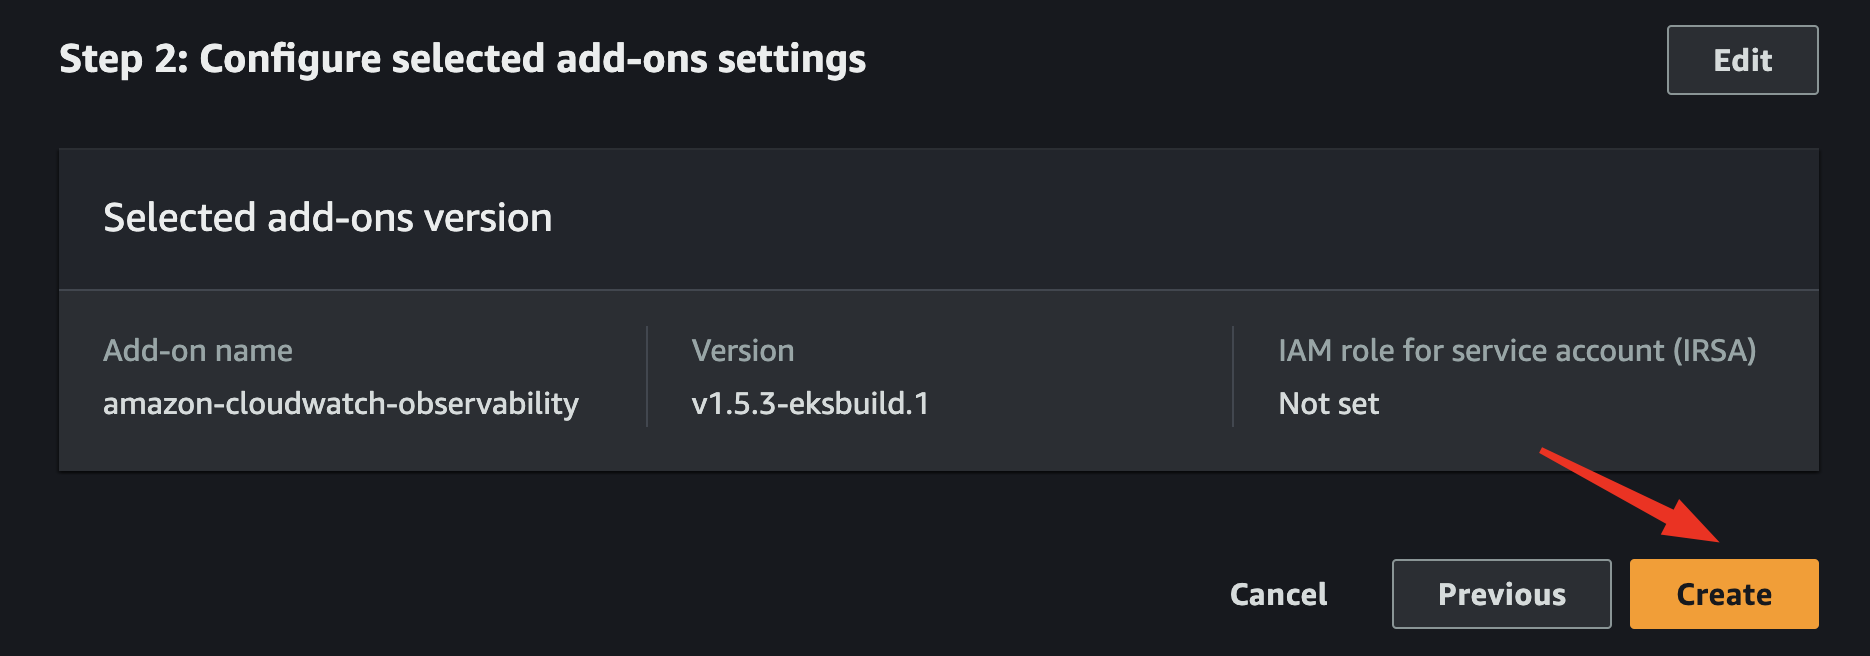 Step 2: Configure selected add-ons settings
Edit
Selected add-ons version
Add-on name
amazon-cloudwatch-observability
Version
v1.5.3-eksbuild.1
IAM role for service account (IRSA)
Not set
Cancel
Previous
Create